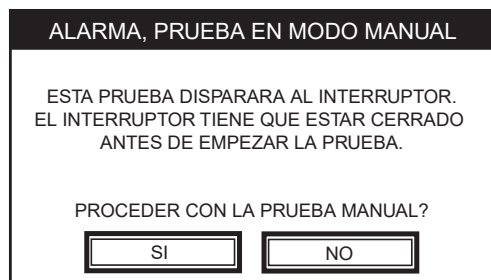 ALARMA, PRUEBA EN MODO MANUAL
ESTA PRUEBA DISPARARA AL INTERRUPTOR.
EL INTERRUPTOR TIENE QUE ESTAR CERRADO
ANTES DE EMPEZAR LA PRUEBA.
PROCEDER CON LA PRUEBA MANUAL?
SI NO